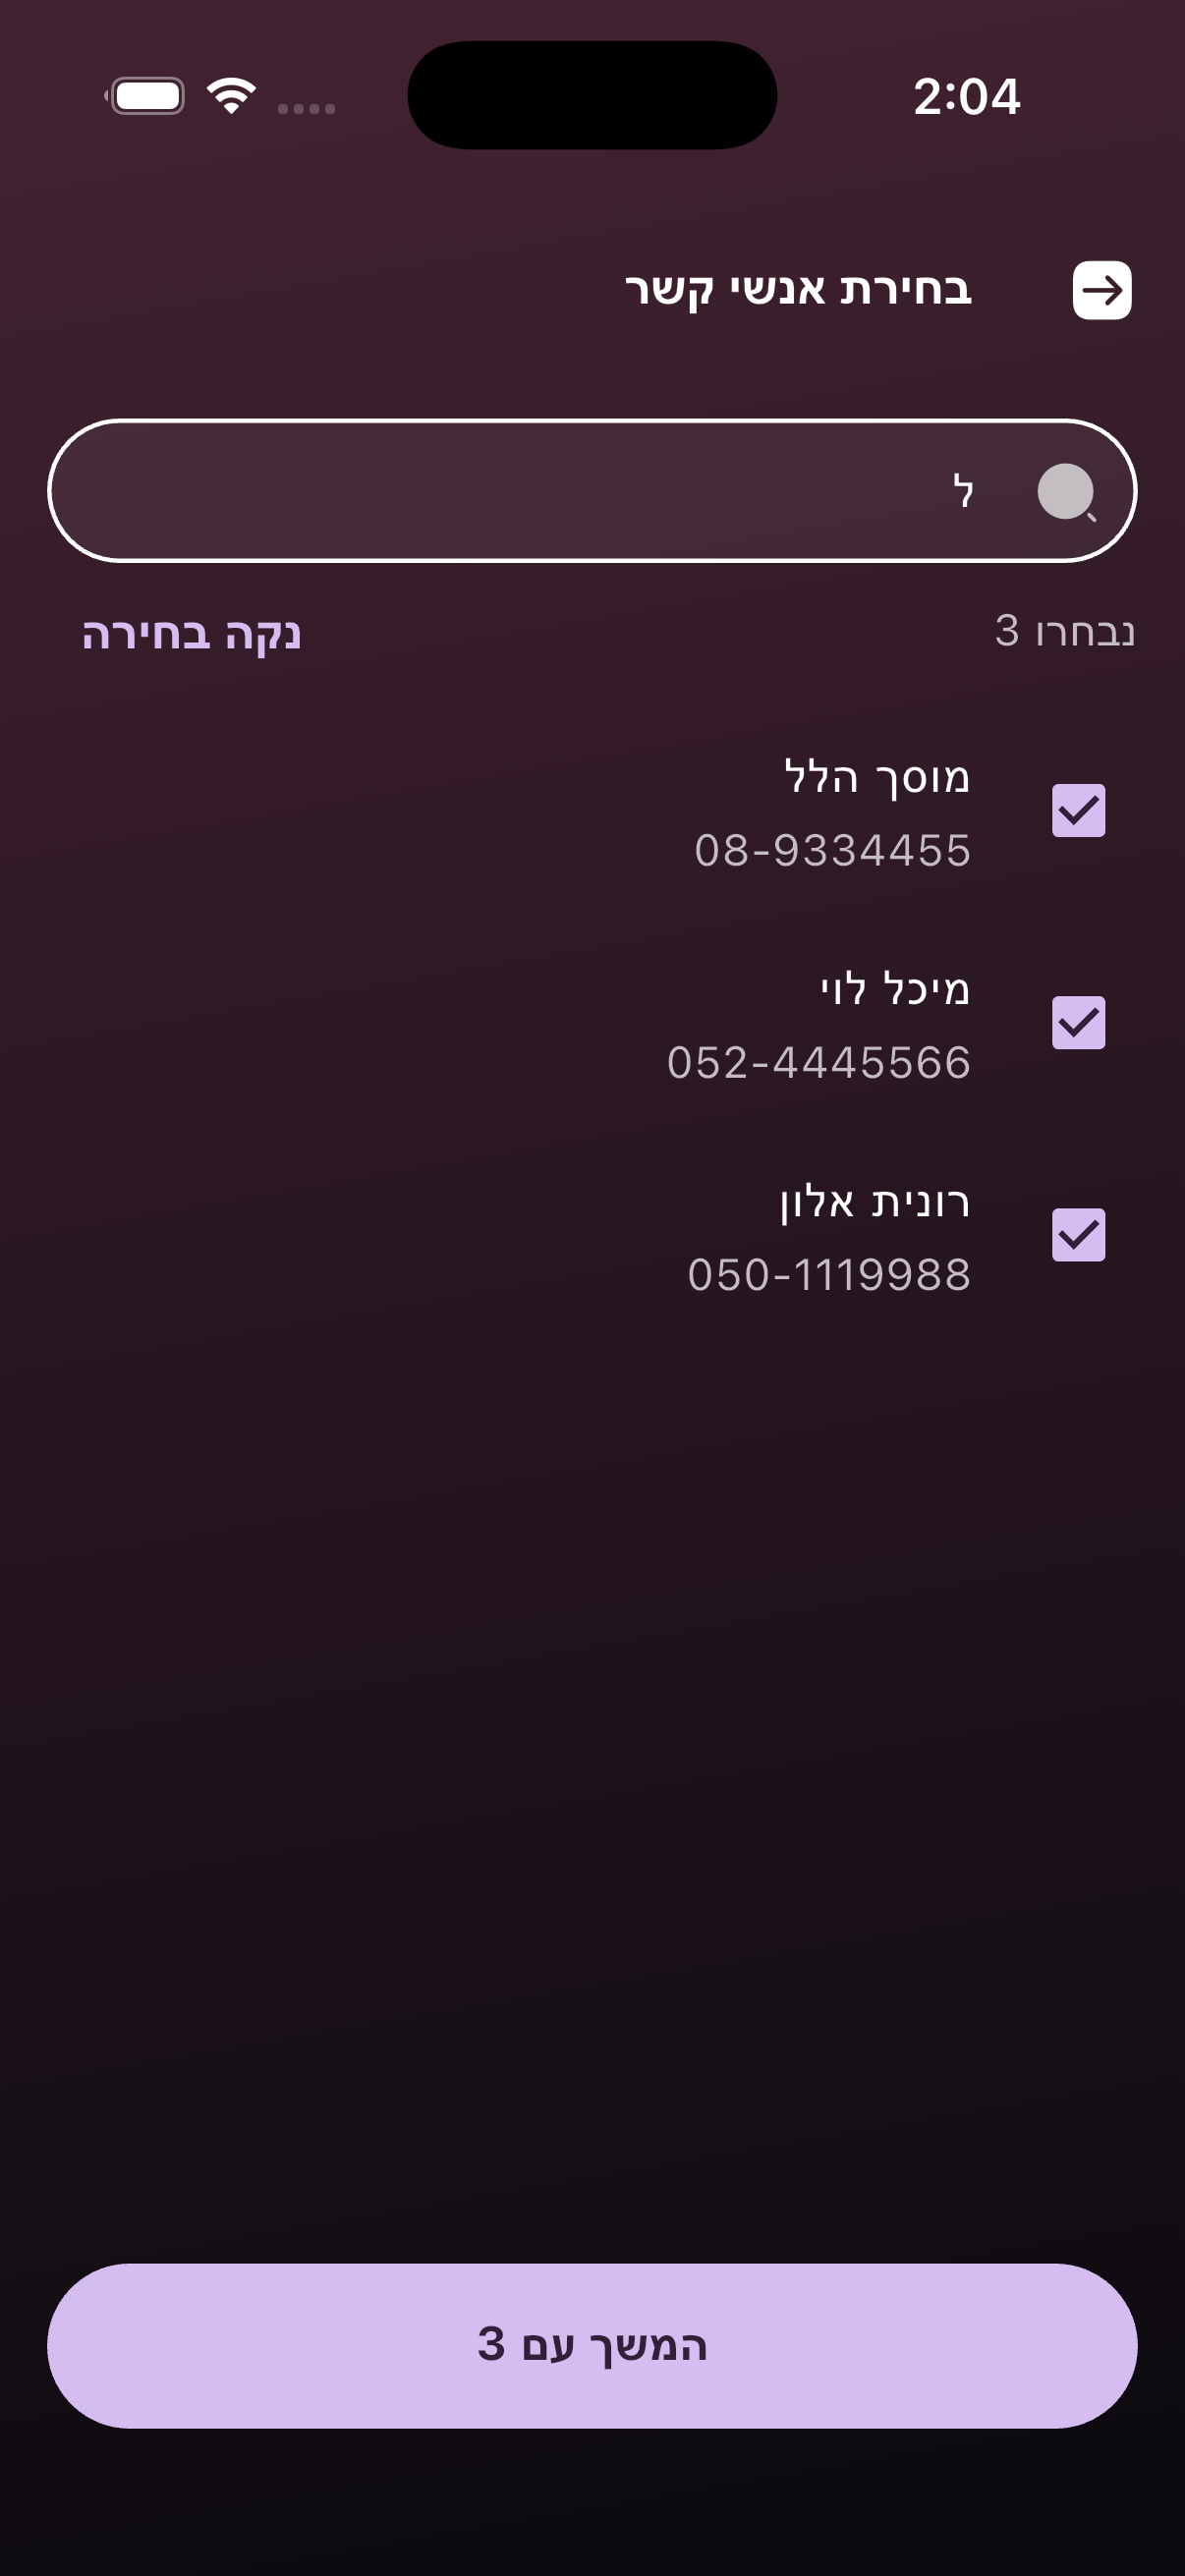 2:04
בחירת אנשי קשר
ל
נבחרו 3
נקה בחירה
מוסך הלל
08-9334455
מיכל לוי
052-4445566
רונית אלון
050-1119988
המשך עם 3